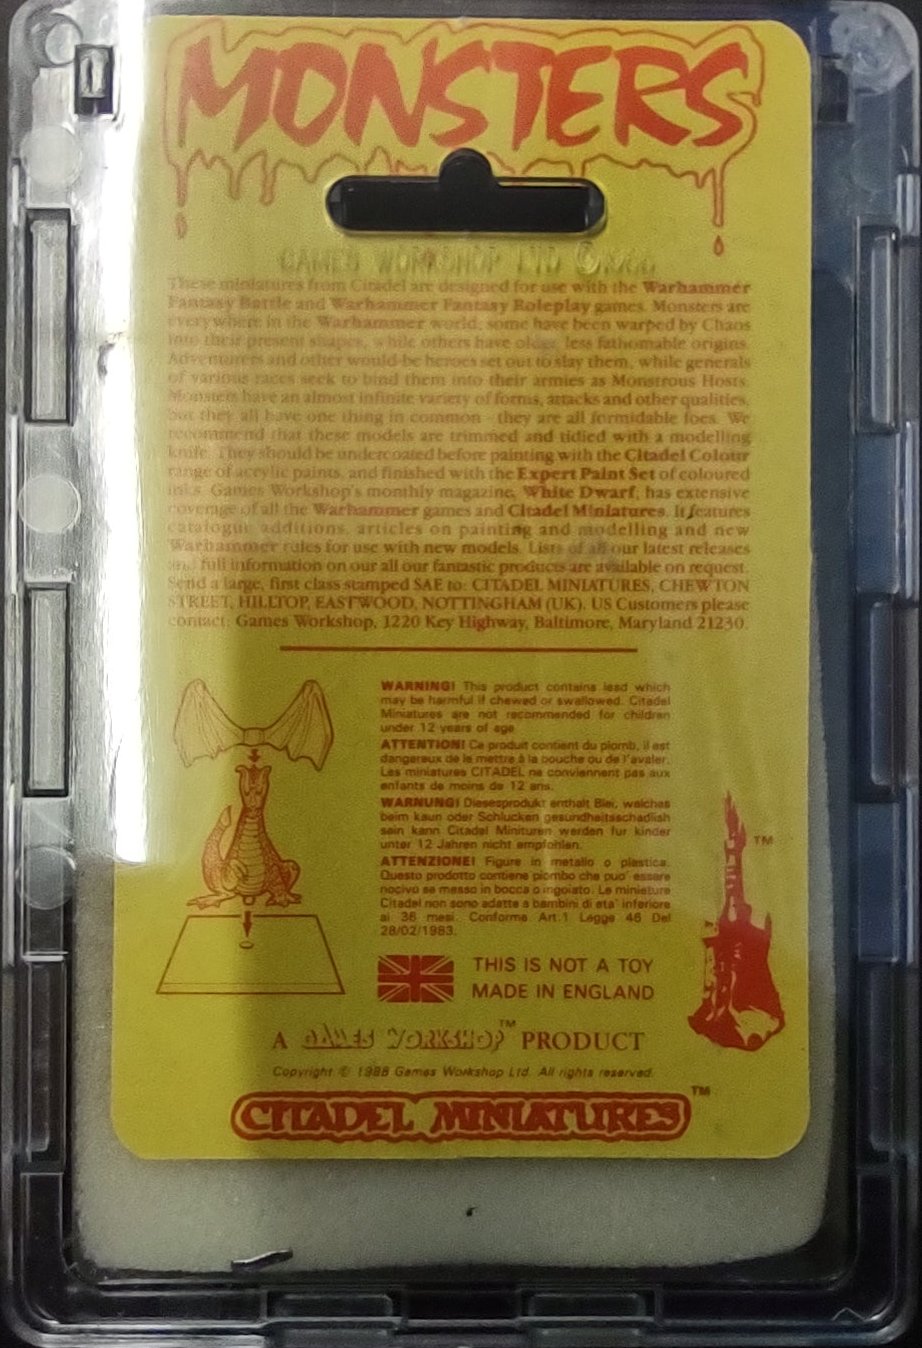 MONSTERS
GAMES WORKSHOP LTD ©
These miniatures from Citadel are designed for use with the Warhammer
Fantasy Battle and Warhammer Fantasy Roleplay games. Monsters are
everywhere in the Warhammer world, some have been warped by Chaos
into their present shapes, while others have older, less fathomable origins.
Adventurers and other would-be heroes set out to slay them, while generals
of various races seek to bind them into their armies as Monstrous Hosts.
Monsters have an almost infinite variety of forms, attacks and other qualities,
but they all have one thing in common - they are all formidable foes. We
recommend that these models are trimmed and tidied with a modelling
knife. They should be undercoated before painting with the Citadel Colour
range of acrylic paints, and finished with the Expert Paint Set of coloured
inks. Games Workshop's monthly magazine, White Dwarf, has extensive
coverage of all the Warhammer games and Citadel Miniatures. It features
catalogue additions, articles on painting and modelling and new
Warhammer rules for use with new models. Lists of all our latest releases
and full information on our all our fantastic products are available on request.
Send a large, first class stamped SAE to: CITADEL MINIATURES, CHEWTON
STREET, HILLTOP, EASTWOOD, NOTTINGHAM (UK). US Customers please
contact: Games Workshop, 1220 Key Highway, Baltimore, Maryland 21230.
WARNING! This product contains lead which
may be harmful if chewed or swallowed. Citadel
Miniatures are not recommended for children
under 12 years of age
ATTENTION! Ce produit contient du plomb, il est
dangereux de le mettre à la bouche ou de l'avaler.
Les miniatures CITADEL ne conviennent pas aux
enfants de moins de 12 ans.
WARNUNG! Diesesprodukt enthalt Blei, welches
beim kaun oder Schlucken gesundheitsschadlish
sein kann Citadel Minituren werden fur kinder
unter 12 Jahren nicht empfohlen.
ATTENZIONE! Figure in metallo o plastica.
Questo prodotto contiene piombo che puo' essere
nocivo se messo in bocca o ingoiato. Le miniature
Citadel non sono adatte a bambini di eta' inferiore
ai 36 mesi. Conforme Art.1 Legge 46 Del
28/02/1983.
TM
THIS IS NOT A TOY
MADE IN ENGLAND
A GAMES WORKSHOP™ PRODUCT
Copyright © 1988 Games Workshop Ltd. All rights reserved.
CITADEL MINIATURES™